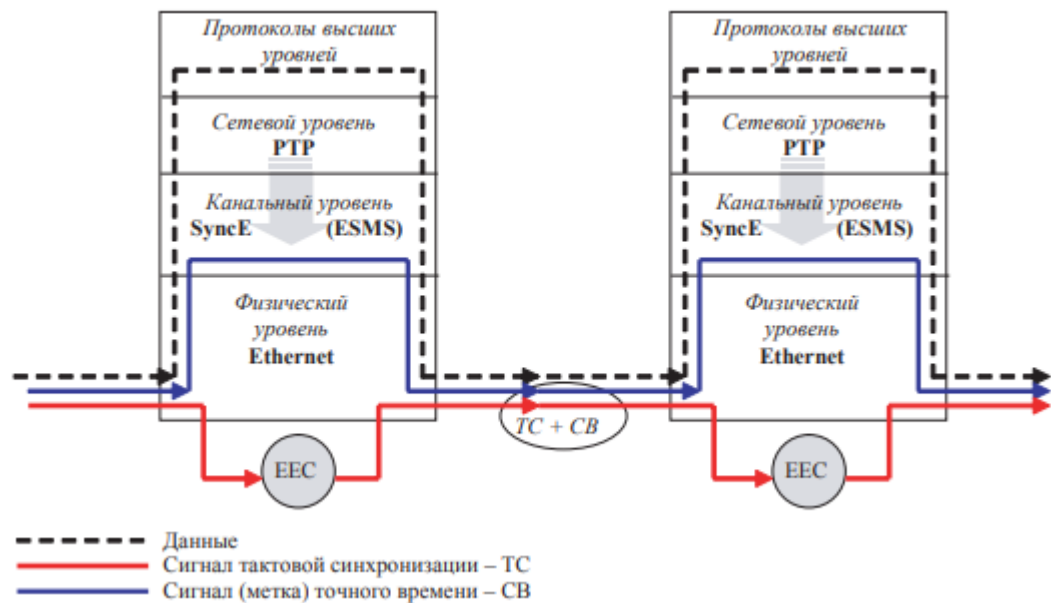 Протоколы высших
уровней
Сетевой уровень
PTP
Канальный уровень
SyncE (ESMS)
Физический
уровень
Ethernet
EEC
Протоколы высших
уровней
Сетевой уровень
PTP
Канальный уровень
SyncE (ESMS)
Физический
уровень
Ethernet
EEC
ТС + СВ
Данные
Сигнал тактовой синхронизации – ТС
Сигнал (метка) точного времени – СВ